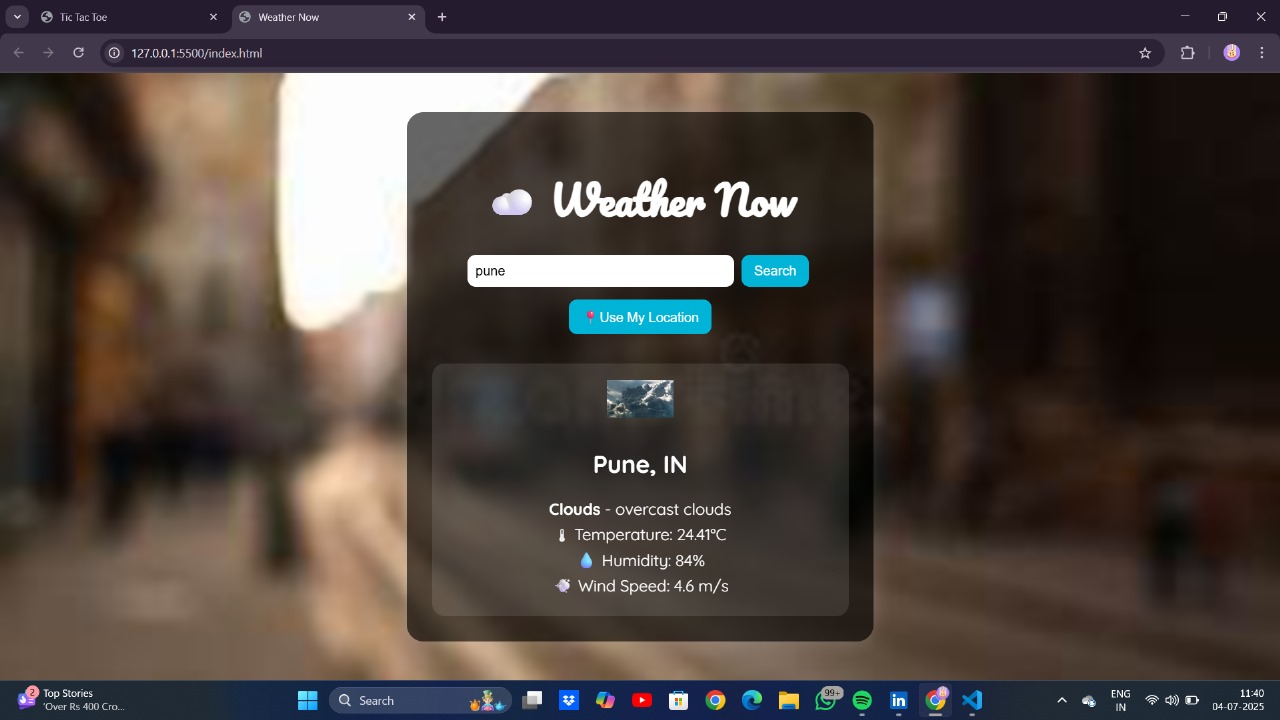 Tic Tac Toe
Weather Now
127.0.0.1:5500/index.html
Weather Now
pune
Search
📍Use My Location
Pune, IN
Clouds - overcast clouds
🌡 Temperature: 24.41°C
💧 Humidity: 84%
Wind Speed: 4.6 m/s
2
Top Stories
'Over Rs 400 Cro...
Search
99+
ENG
IN
11:40
04-07-2025